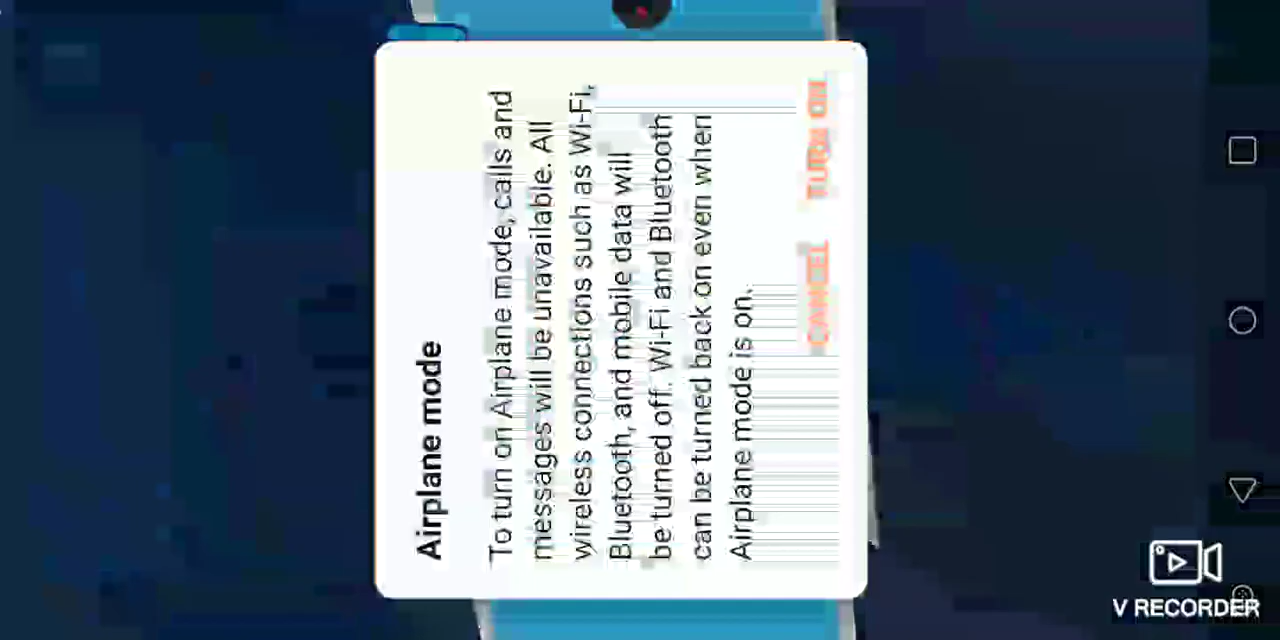 Airplane mode
To turn on Airplane mode, calls and
messages will be unavailable. All
wireless connections such as Wi-Fi,
Bluetooth, and mobile data will
be turned off. Wi-Fi and Bluetooth
can be turned back on even when
Airplane mode is on.
CANCEL TURN ON
V RECORDER